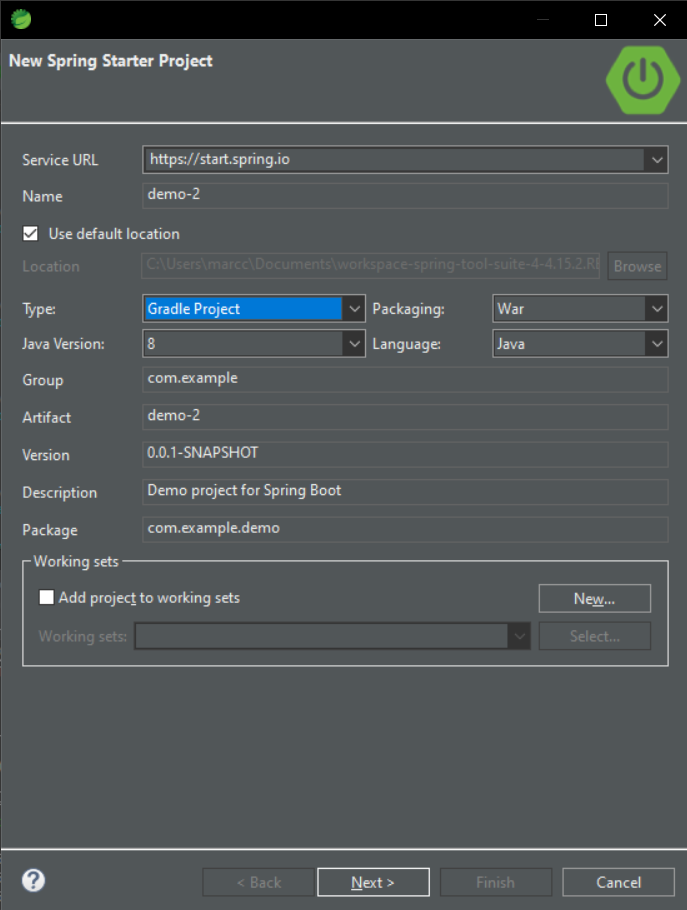 New Spring Starter Project
Service URL https://start.spring.io
Name demo-2
Use default location
Location C:\Users\marcc\Documents\workspace-spring-tool-suite-4-4.15.2.RE Browse
Type: Gradle Project Packaging: War
Java Version: 8 Language: Java
Group com.example
Artifact demo-2
Version 0.0.1-SNAPSHOT
Description Demo project for Spring Boot
Package com.example.demo
Working sets
Add project to working sets New...
Working sets: Select...
? < Back Next > Finish Cancel